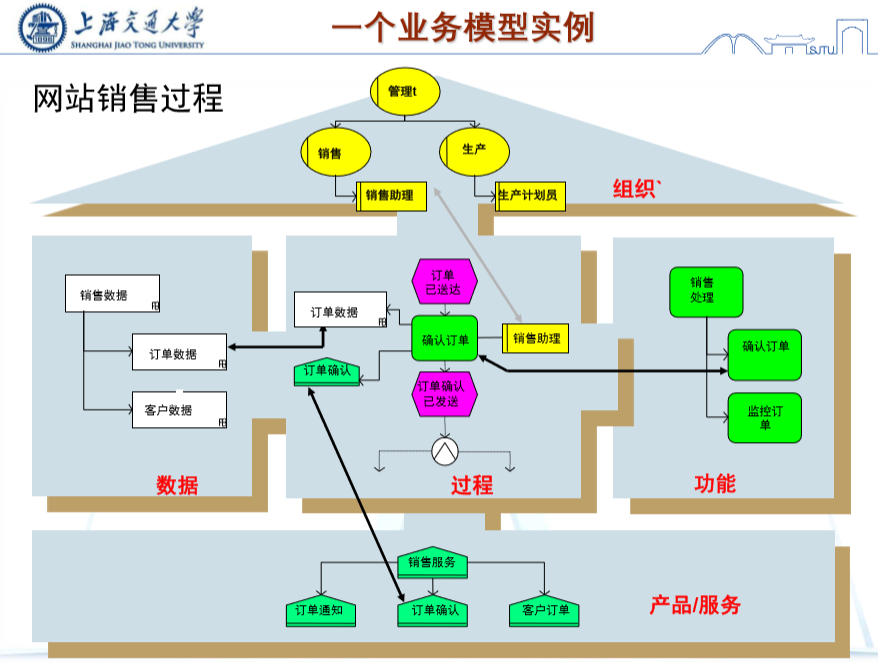 上海交通大学
SHANGHAI JIAO TONG UNIVERSITY
一个业务模型实例
SJTU
网站销售过程
管理t
销售
生产
销售助理
生产计划员
组织`
销售数据
订单数据
客户数据
数据
订单数据
订单确认
订单
已送达
确认订单
销售助理
订单确认
已发送
过程
销售
处理
确认订单
监控订
单
功能
销售服务
订单通知
订单确认
客户订单
产品/服务